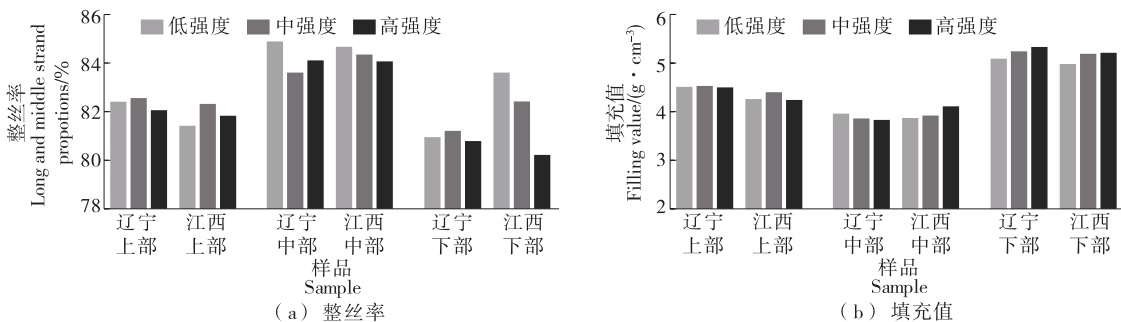 86
84
82
80
78
整丝率
Long and middle strand
propotions/%
低强度 中强度 高强度
辽宁
上部
江西
上部
辽宁
中部
江西
中部
辽宁
下部
江西
下部
样品
Sample
(a) 整丝率
6
5
4
3
2
填充值
Filling value/(g·cm⁻³)
低强度 中强度 高强度
辽宁
上部
江西
上部
辽宁
中部
江西
中部
辽宁
下部
江西
下部
样品
Sample
(b) 填充值